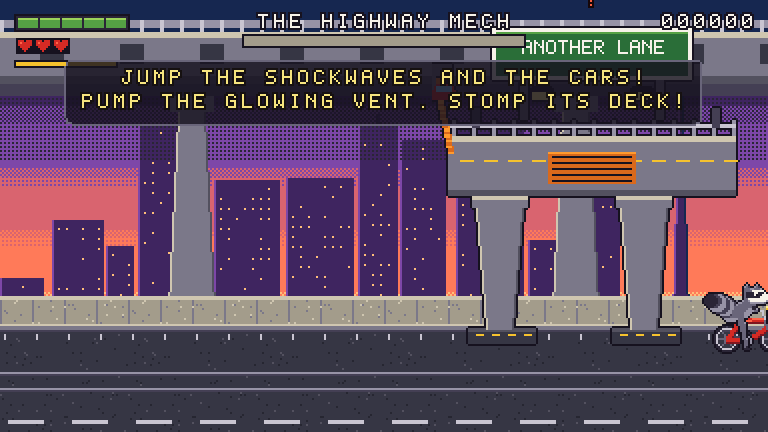 THE HIGHWAY MECH
000000
ANOTHER LANE
JUMP THE SHOCKWAVES AND THE CARS!
PUMP THE GLOWING VENT. STOMP ITS DECK!